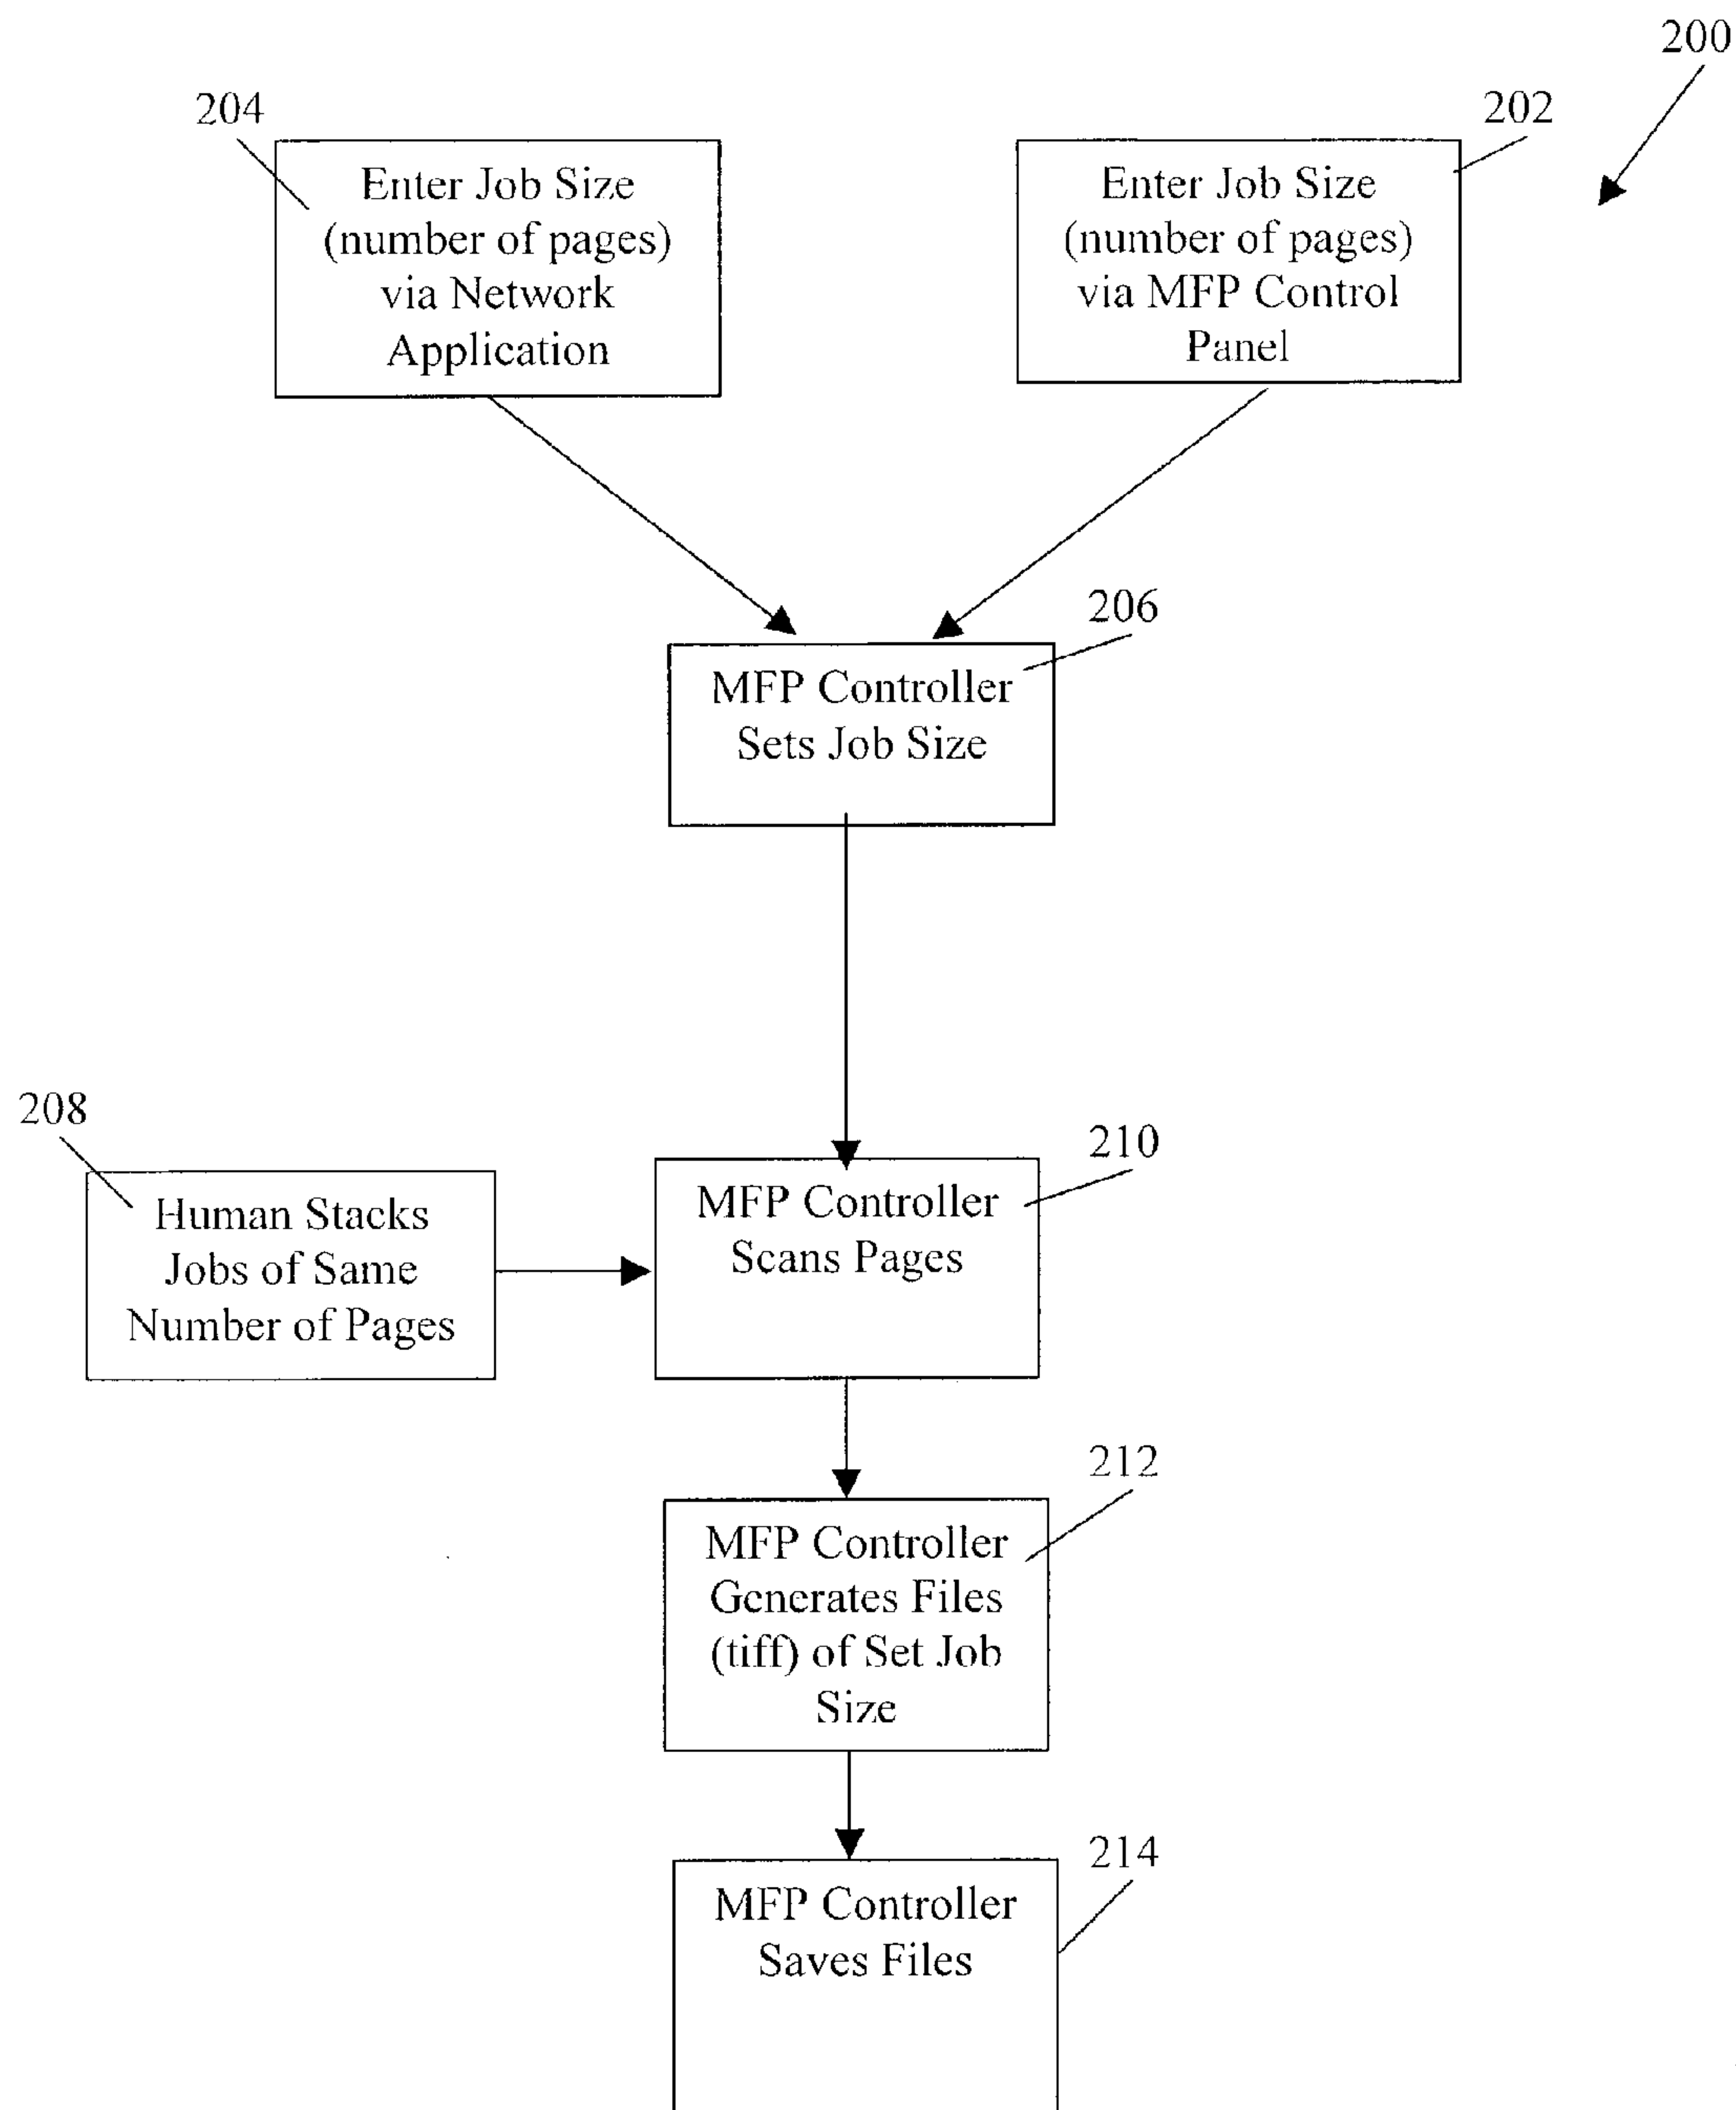 200
204
202
Enter Job Size
(number of pages)
via Network
Application
Enter Job Size
(number of pages)
via MFP Control
Panel
206
MFP Controller
Sets Job Size
208
Human Stacks
Jobs of Same
Number of Pages
210
MFP Controller
Scans Pages
212
MFP Controller
Generates Files
(tiff) of Set Job
Size
214
MFP Controller
Saves Files